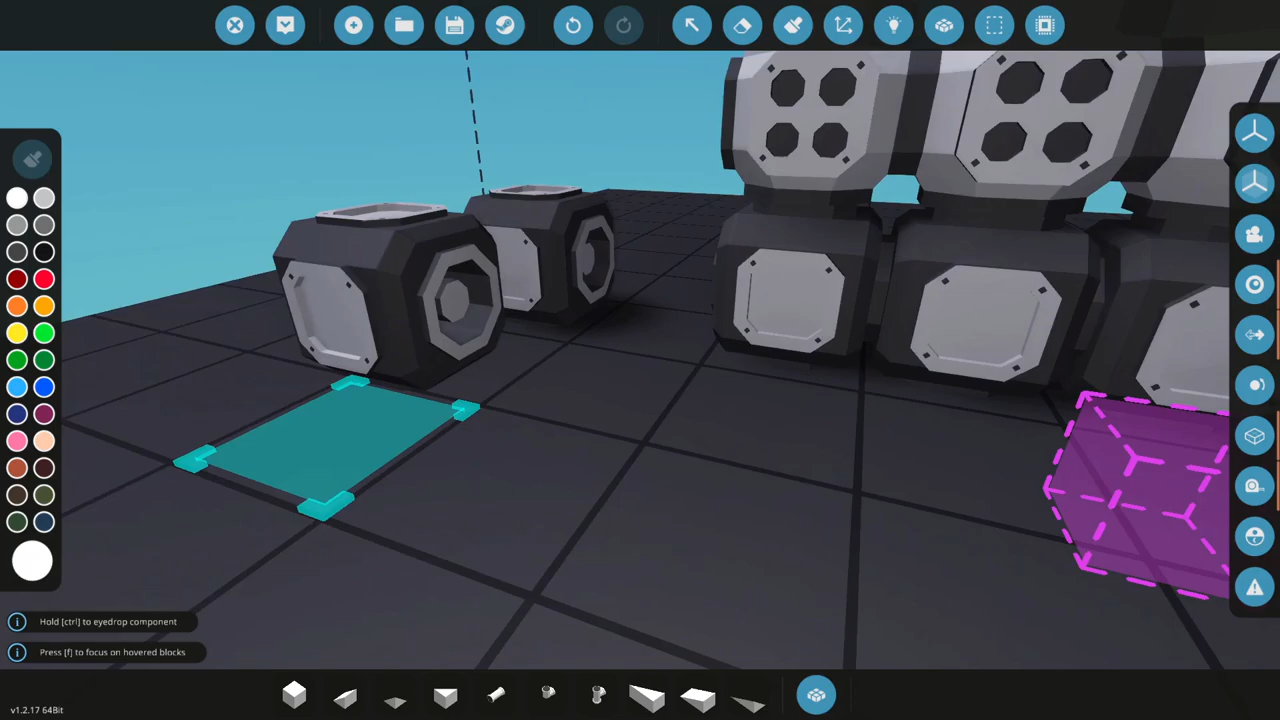 Hold [ctrl] to eyedrop component
Press [f] to focus on hovered blocks
v1.2.17 64Bit